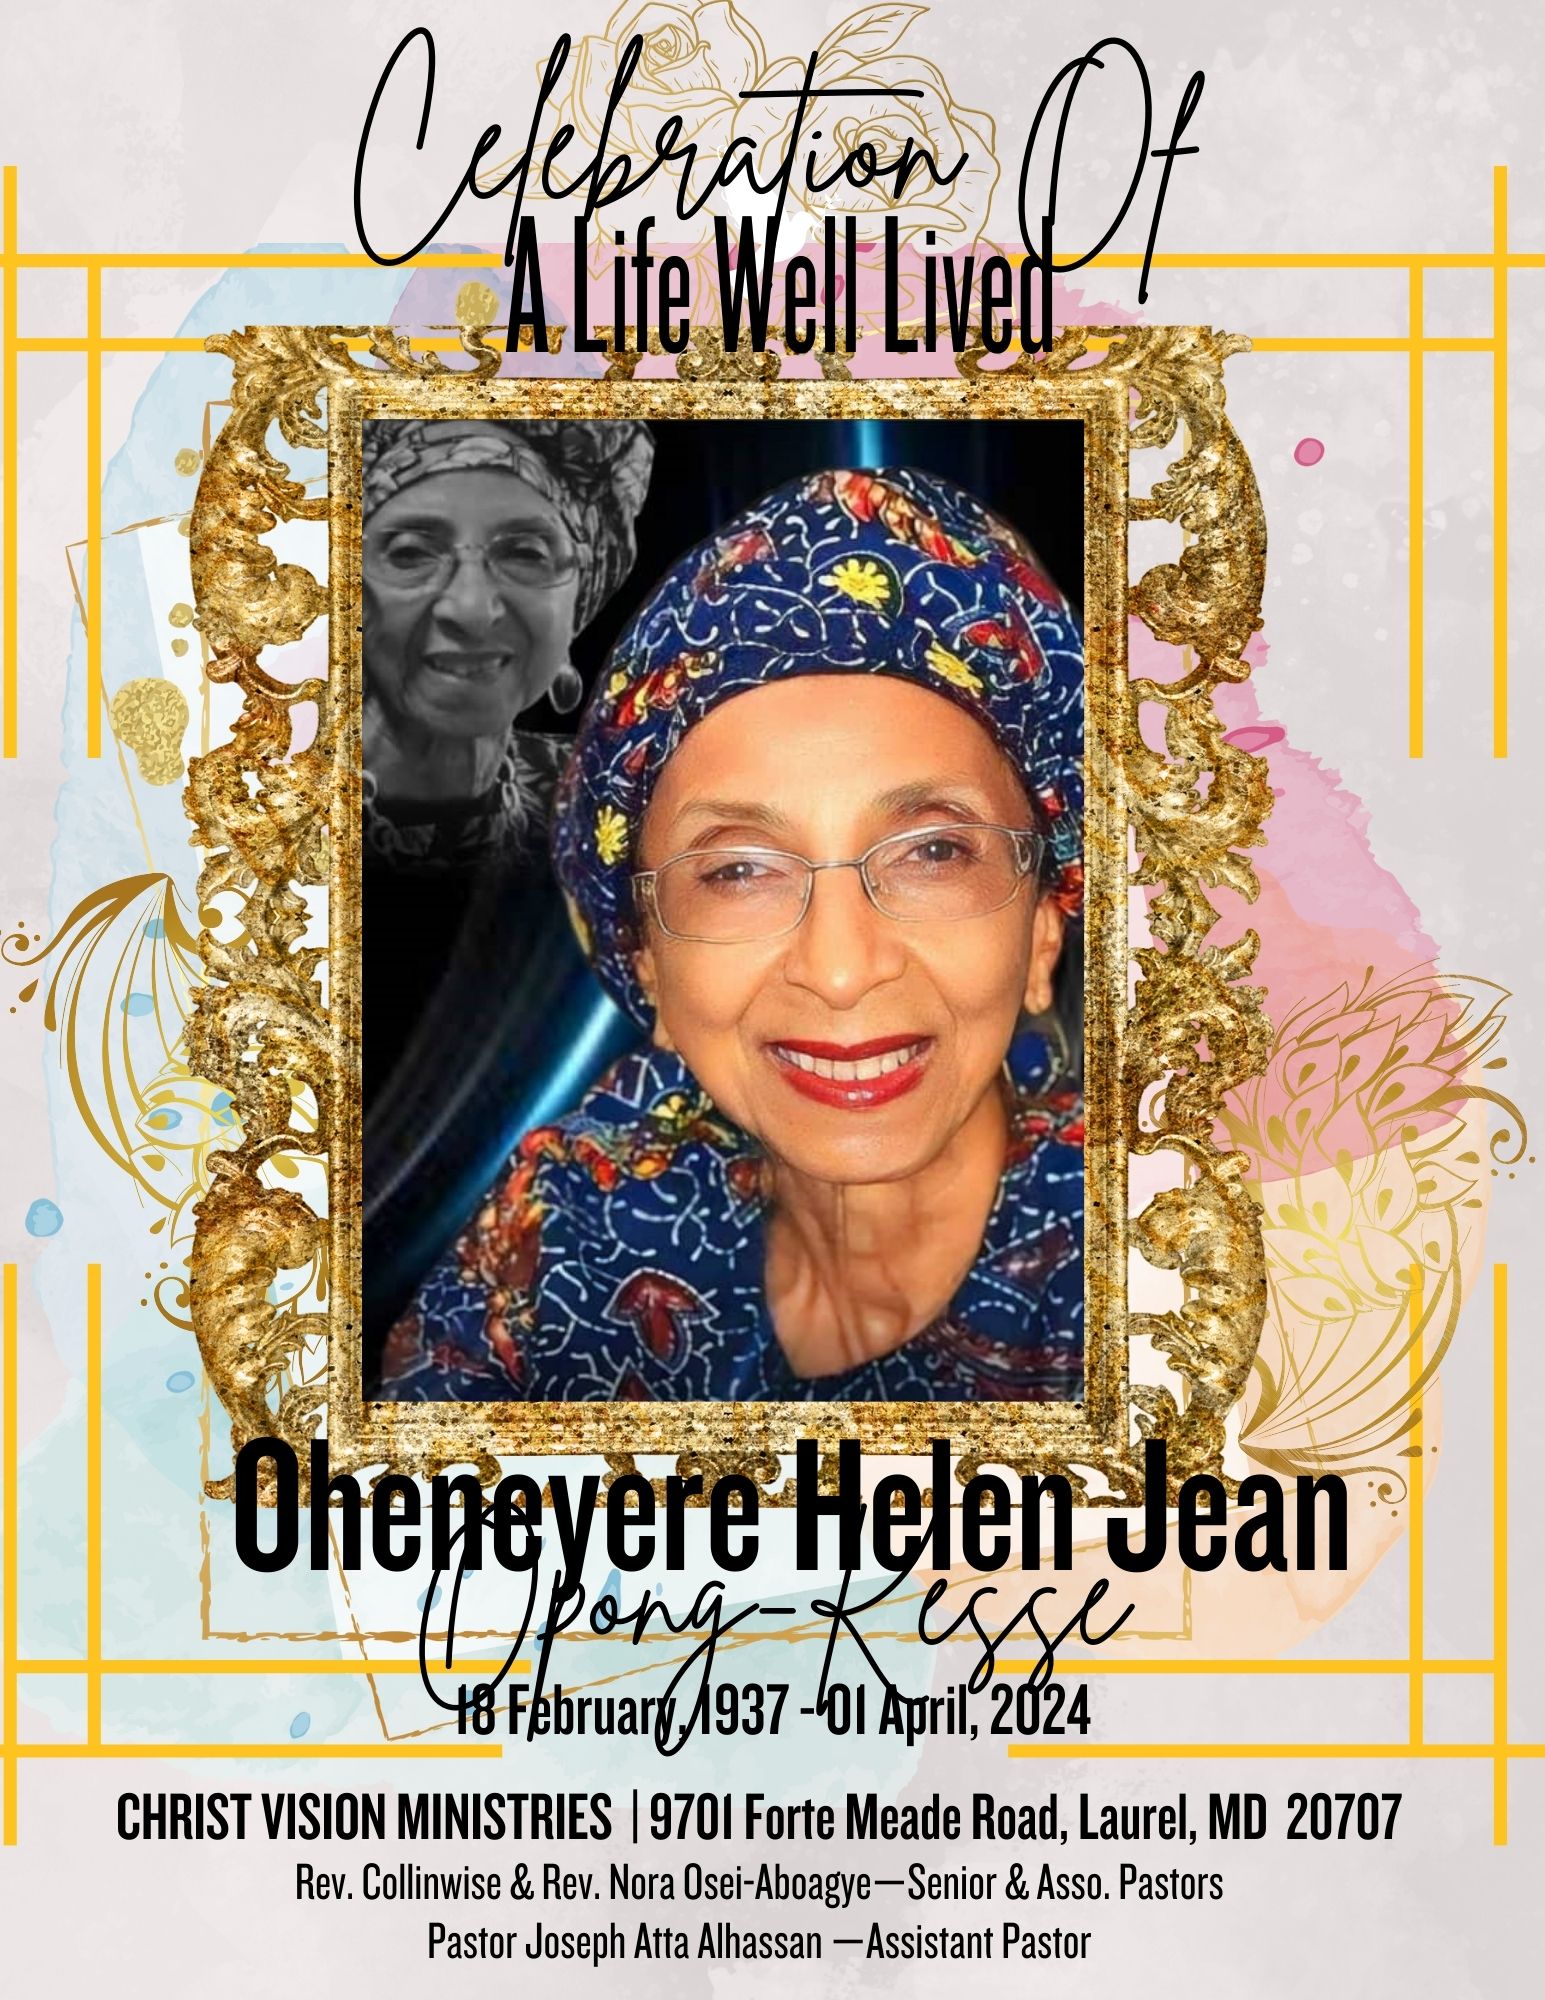 Celebration Of
A Life Well Lived
Oheneyere Helen Jean
Opong-Kesse
18 February, 1937 - 01 April, 2024
CHRIST VISION MINISTRIES | 9701 Forte Meade Road, Laurel, MD 20707
Rev. Collinwise & Rev. Nora Osei-Aboagye—Senior & Asso. Pastors
Pastor Joseph Atta Alhassan —Assistant Pastor